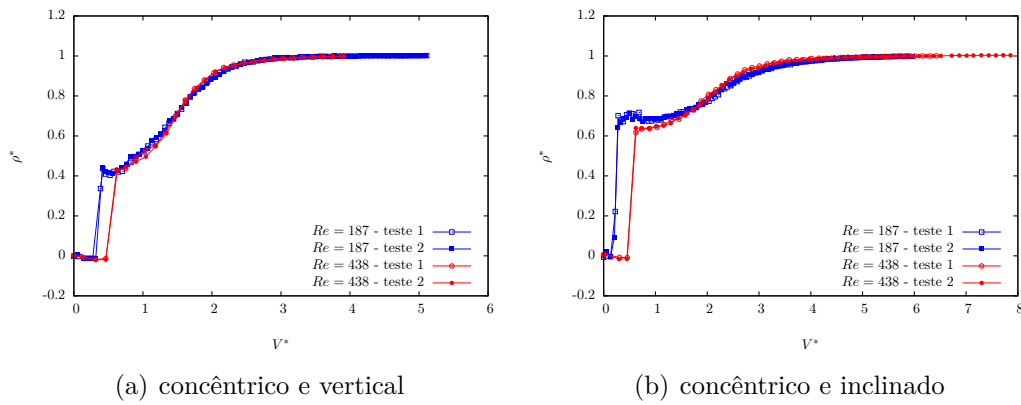 1.2
1
0.8
0.6
0.4
0.2
0
-0.2
ρ*
0 1 2 3 4 5 6
V*
Re = 187 - teste 1
Re = 187 - teste 2
Re = 438 - teste 1
Re = 438 - teste 2
(a) concêntrico e vertical
1.2
1
0.8
0.6
0.4
0.2
0
-0.2
ρ*
0 1 2 3 4 5 6 7 8
V*
Re = 187 - teste 1
Re = 187 - teste 2
Re = 438 - teste 1
Re = 438 - teste 2
(b) concêntrico e inclinado